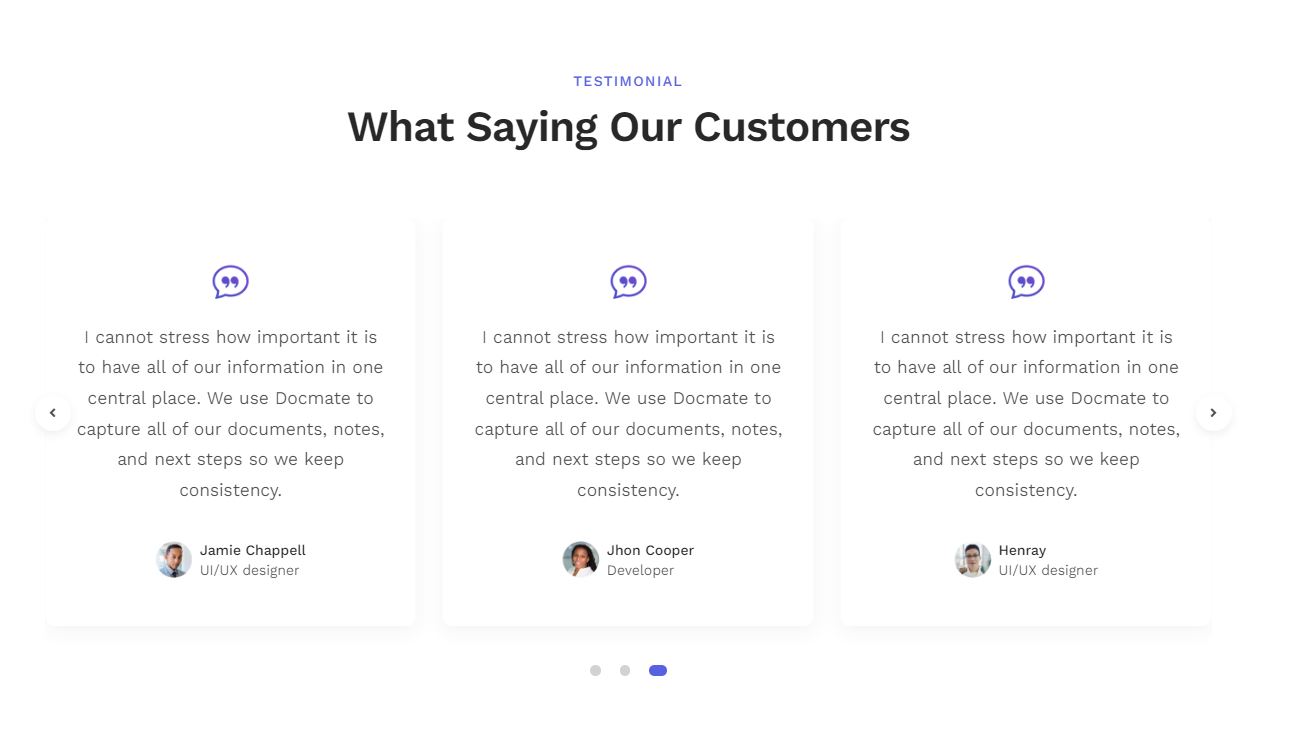 TESTIMONIAL
What Saying Our Customers
I cannot stress how important it is
to have all of our information in one
central place. We use Docmate to
capture all of our documents, notes,
and next steps so we keep
consistency.
Jamie Chappell
UI/UX designer
I cannot stress how important it is
to have all of our information in one
central place. We use Docmate to
capture all of our documents, notes,
and next steps so we keep
consistency.
Jhon Cooper
Developer
I cannot stress how important it is
to have all of our information in one
central place. We use Docmate to
capture all of our documents, notes,
and next steps so we keep
consistency.
Henray
UI/UX designer